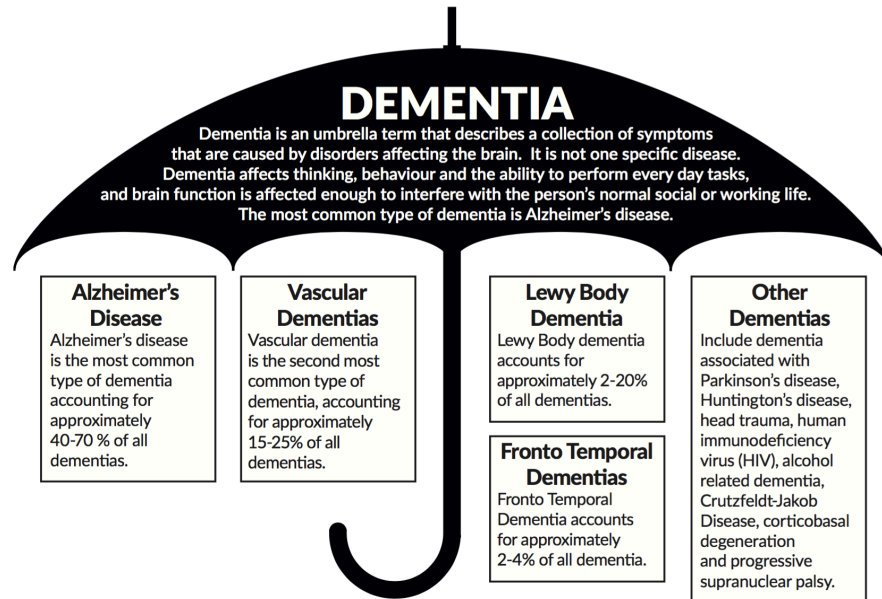 DEMENTIA
Dementia is an umbrella term that describes a collection of symptoms
that are caused by disorders affecting the brain. It is not one specific disease.
Dementia affects thinking, behaviour and the ability to perform every day tasks,
and brain function is affected enough to interfere with the person's normal social or working life.
The most common type of dementia is Alzheimer's disease.
Alzheimer's
Disease
Alzheimer's disease
is the most common
type of dementia
accounting for
approximately
40-70 % of all
dementias.
Vascular
Dementias
Vascular dementia
is the second most
common type of
dementia, accounting
for approximately
15-25% of all
dementias.
Lewy Body
Dementia
Lewy Body dementia
accounts for
approximately 2-20%
of all dementias.
Fronto Temporal
Dementias
Fronto Temporal
Dementia accounts
for approximately
2-4% of all dementia.
Other
Dementias
Include dementia
associated with
Parkinson's disease,
Huntington's disease,
head trauma, human
immunodeficiency
virus (HIV), alcohol
related dementia,
Crutzfeldt-Jakob
Disease, corticobasal
degeneration
and progressive
supranuclear palsy.